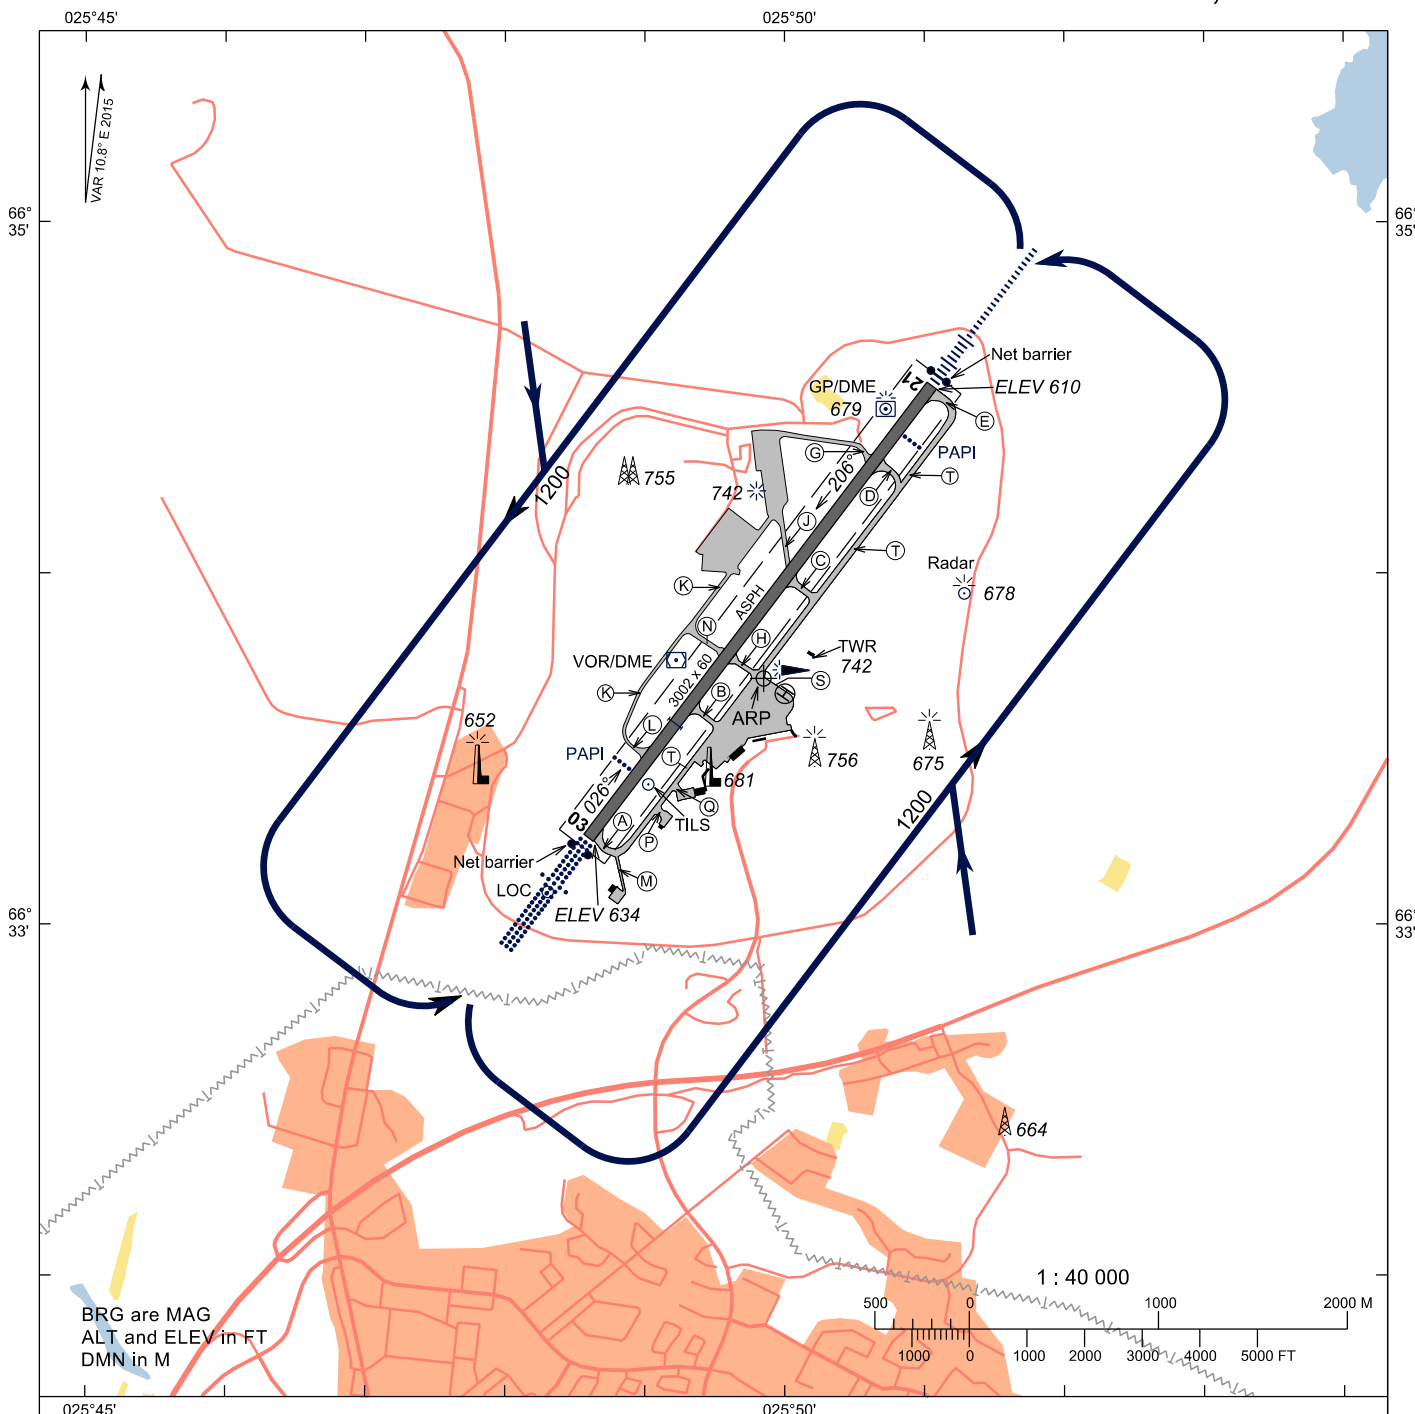 025°45'
025°50'
VAR 10.8° E 2015
66°
35'
66°
35'
Net barrier
GP/DME
679
21
ELEV 610
E
PAPI
G
T
206°
755
742
D
J
1200
T
C
Radar
678
K
ASPH
N
H
TWR
742
VOR/DME
3002 x 60
S
K
B
H
ARP
652
L
PAPI
T
756
675
026°
681
1200
Q
TILS
03
A
P
Net barrier
M
LOC
ELEV 634
66°
33'
66°
33'
664
1 : 40 000
500 0 1000 2000 M
1000 0 1000 2000 3000 4000 5000 FT
BRG are MAG
ALT and ELEV in FT
DMN in M
025°45'
025°50'